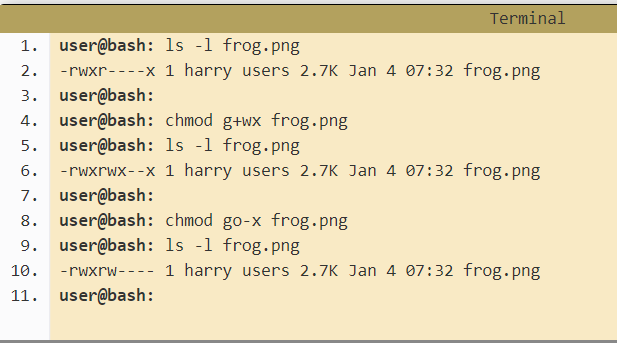 Terminal
1. user@bash: ls -l frog.png
2. -rwxr----x 1 harry users 2.7K Jan 4 07:32 frog.png
3. user@bash:
4. user@bash: chmod g+wx frog.png
5. user@bash: ls -l frog.png
6. -rwxrwx--x 1 harry users 2.7K Jan 4 07:32 frog.png
7. user@bash:
8. user@bash: chmod go-x frog.png
9. user@bash: ls -l frog.png
10. -rwxrw---- 1 harry users 2.7K Jan 4 07:32 frog.png
11. user@bash: